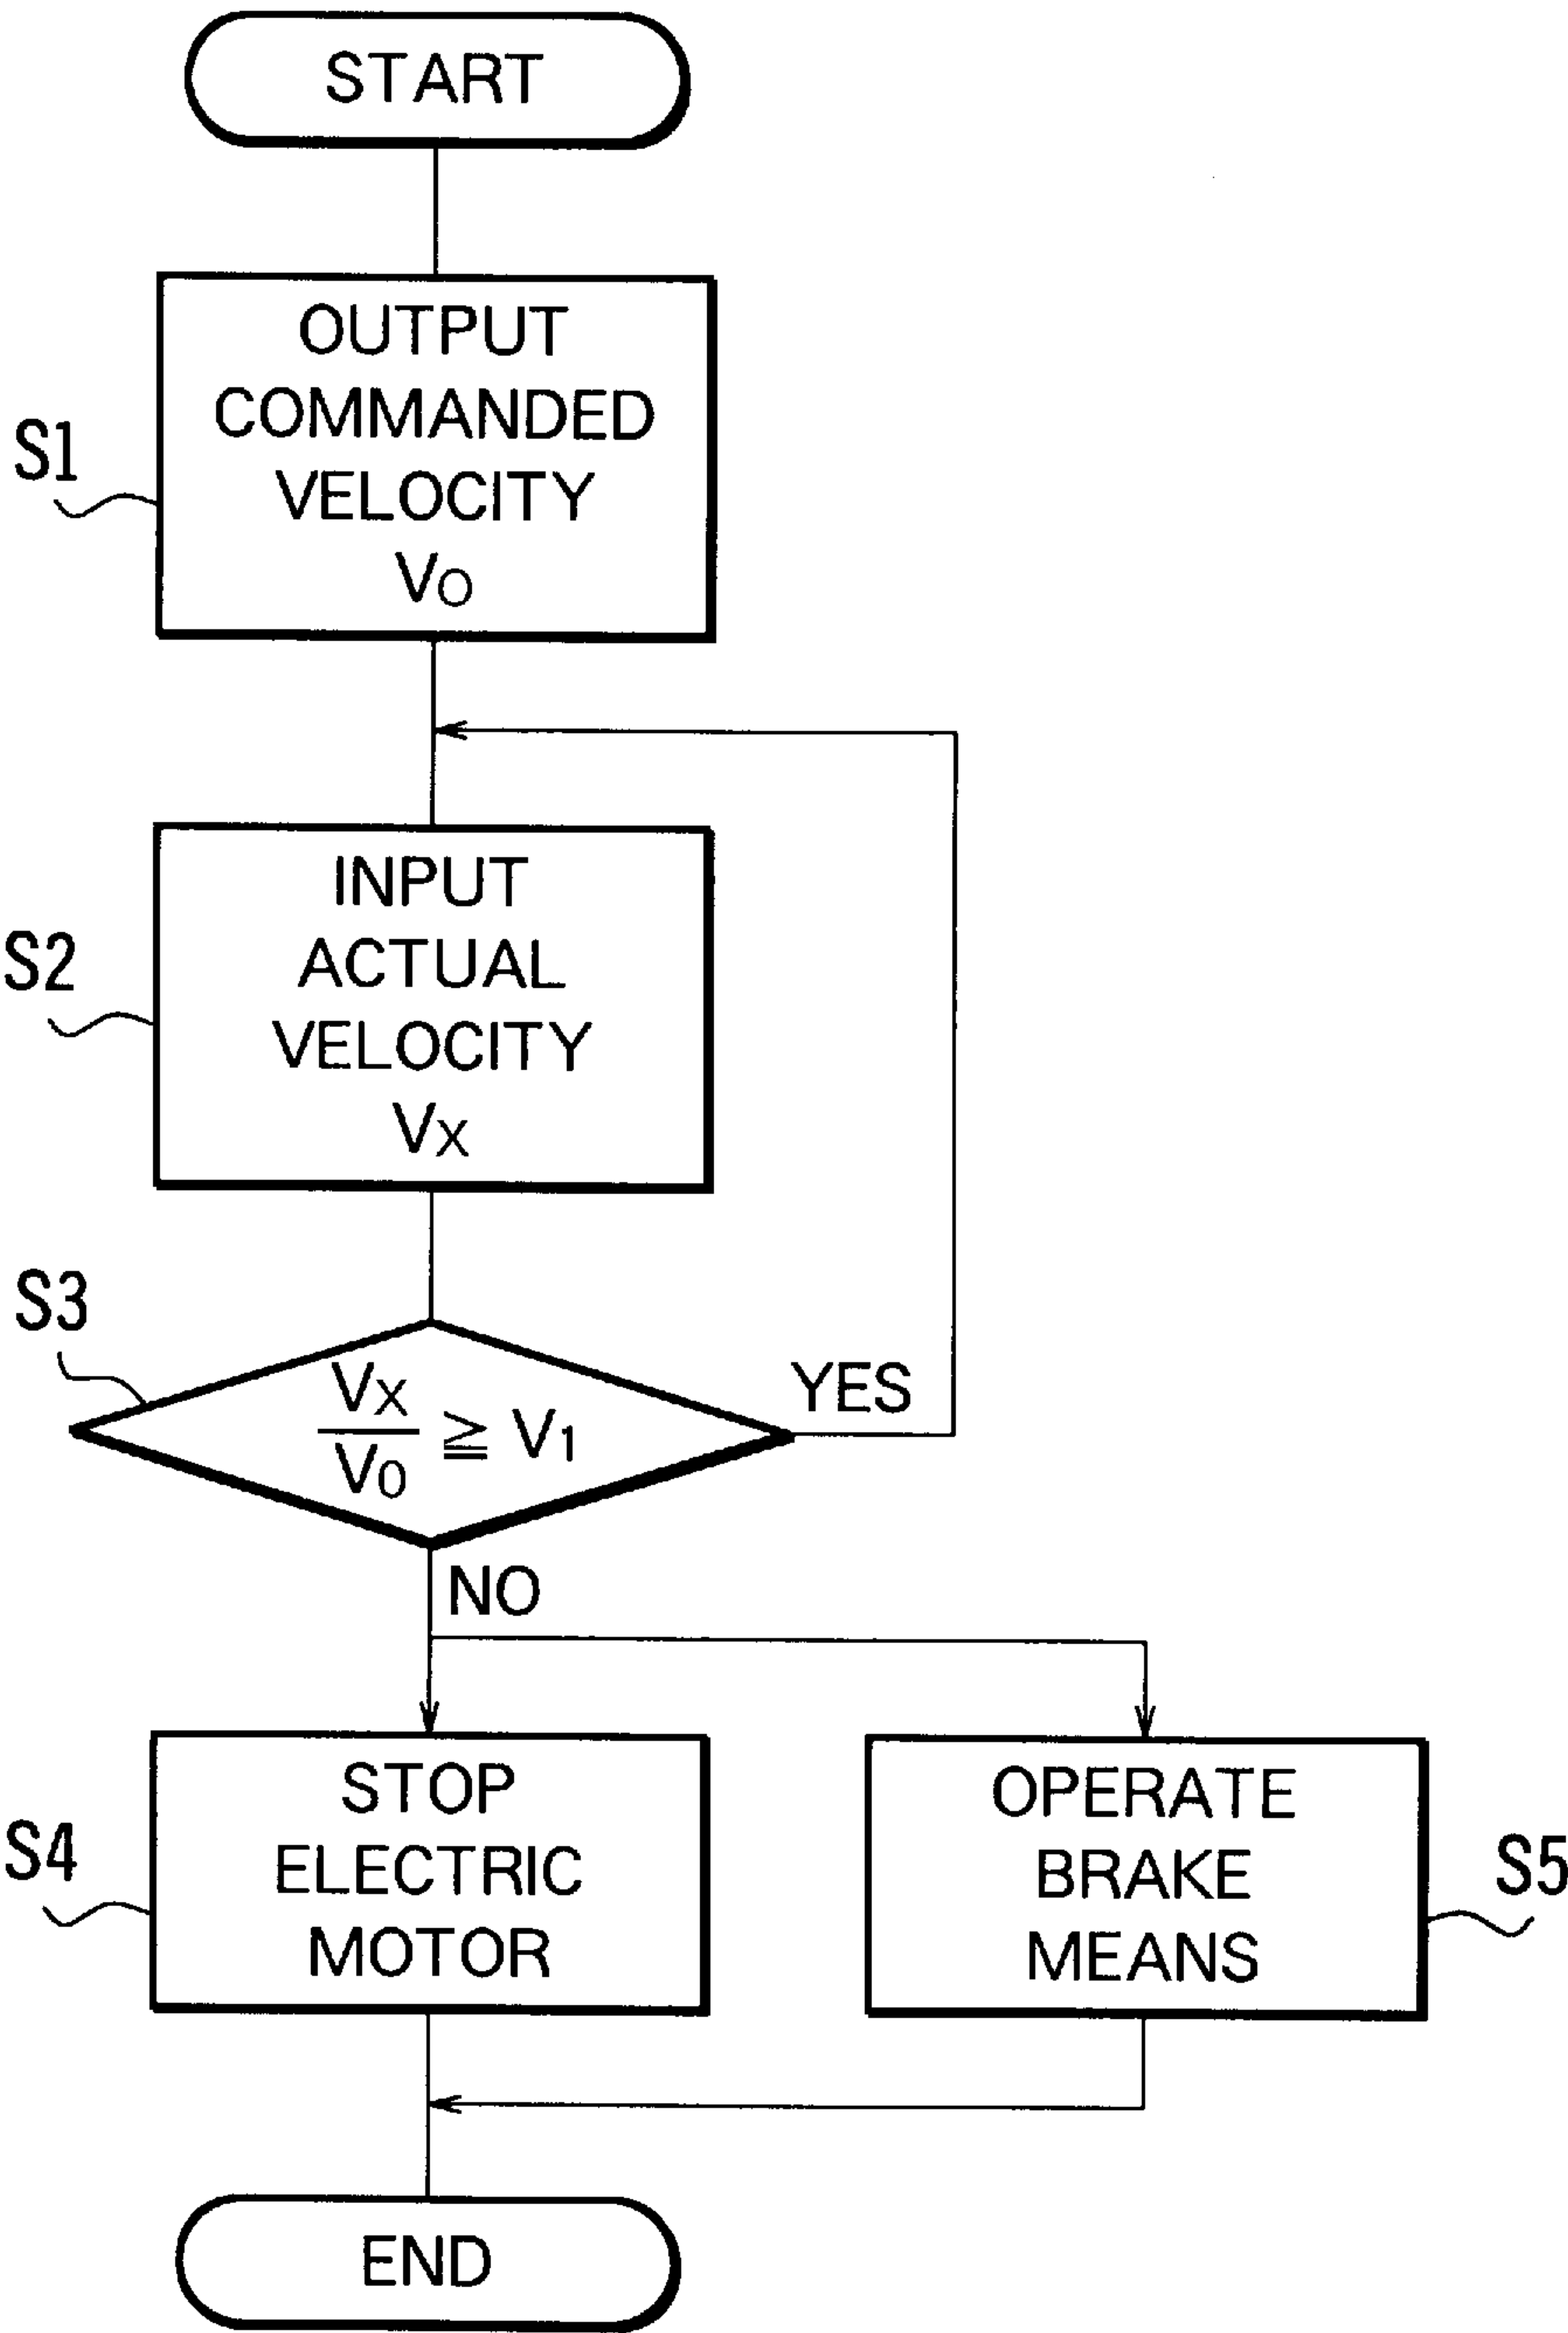 START
S1
OUTPUT
COMMANDED
VELOCITY
VO
S2
INPUT
ACTUAL
VELOCITY
VX
S3
VX
V0
≧ V1
YES
NO
S4
STOP
ELECTRIC
MOTOR
OPERATE
BRAKE
MEANS
S5
END